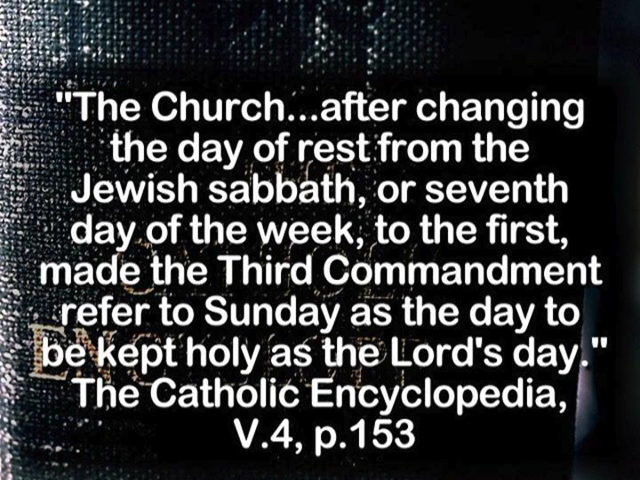 "The Church...after changing
the day of rest from the
Jewish sabbath, or seventh
day of the week, to the first,
made the Third Commandment
refer to Sunday as the day to
be kept holy as the Lord's day."
The Catholic Encyclopedia,
V.4, p.153